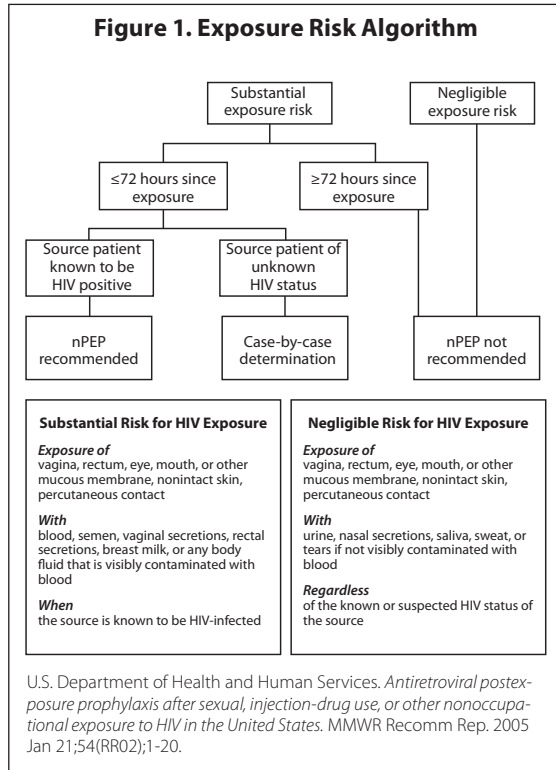 Figure 1. Exposure Risk Algorithm
Substantial
exposure risk
Negligible
exposure risk
≤72 hours since
exposure
≥72 hours since
exposure
Source patient
known to be
HIV positive
Source patient of
unknown
HIV status
nPEP
recommended
Case-by-case
determination
nPEP not
recommended
Substantial Risk for HIV Exposure
Exposure of
vagina, rectum, eye, mouth, or other
mucous membrane, nonintact skin,
percutaneous contact
With
blood, semen, vaginal secretions, rectal
secretions, breast milk, or any body
fluid that is visibly contaminated with
blood
When
the source is known to be HIV-infected
Negligible Risk for HIV Exposure
Exposure of
vagina, rectum, eye, mouth, or other
mucous membrane, nonintact skin,
percutaneous contact
With
urine, nasal secretions, saliva, sweat, or
tears if not visibly contaminated with
blood
Regardless
of the known or suspected HIV status of
the source
U.S. Department of Health and Human Services. Antiretroviral postex-
posure prophylaxis after sexual, injection-drug use, or other nonoccupa-
tional exposure to HIV in the United States. MMWR Recomm Rep. 2005
Jan 21;54(RR02);1-20.